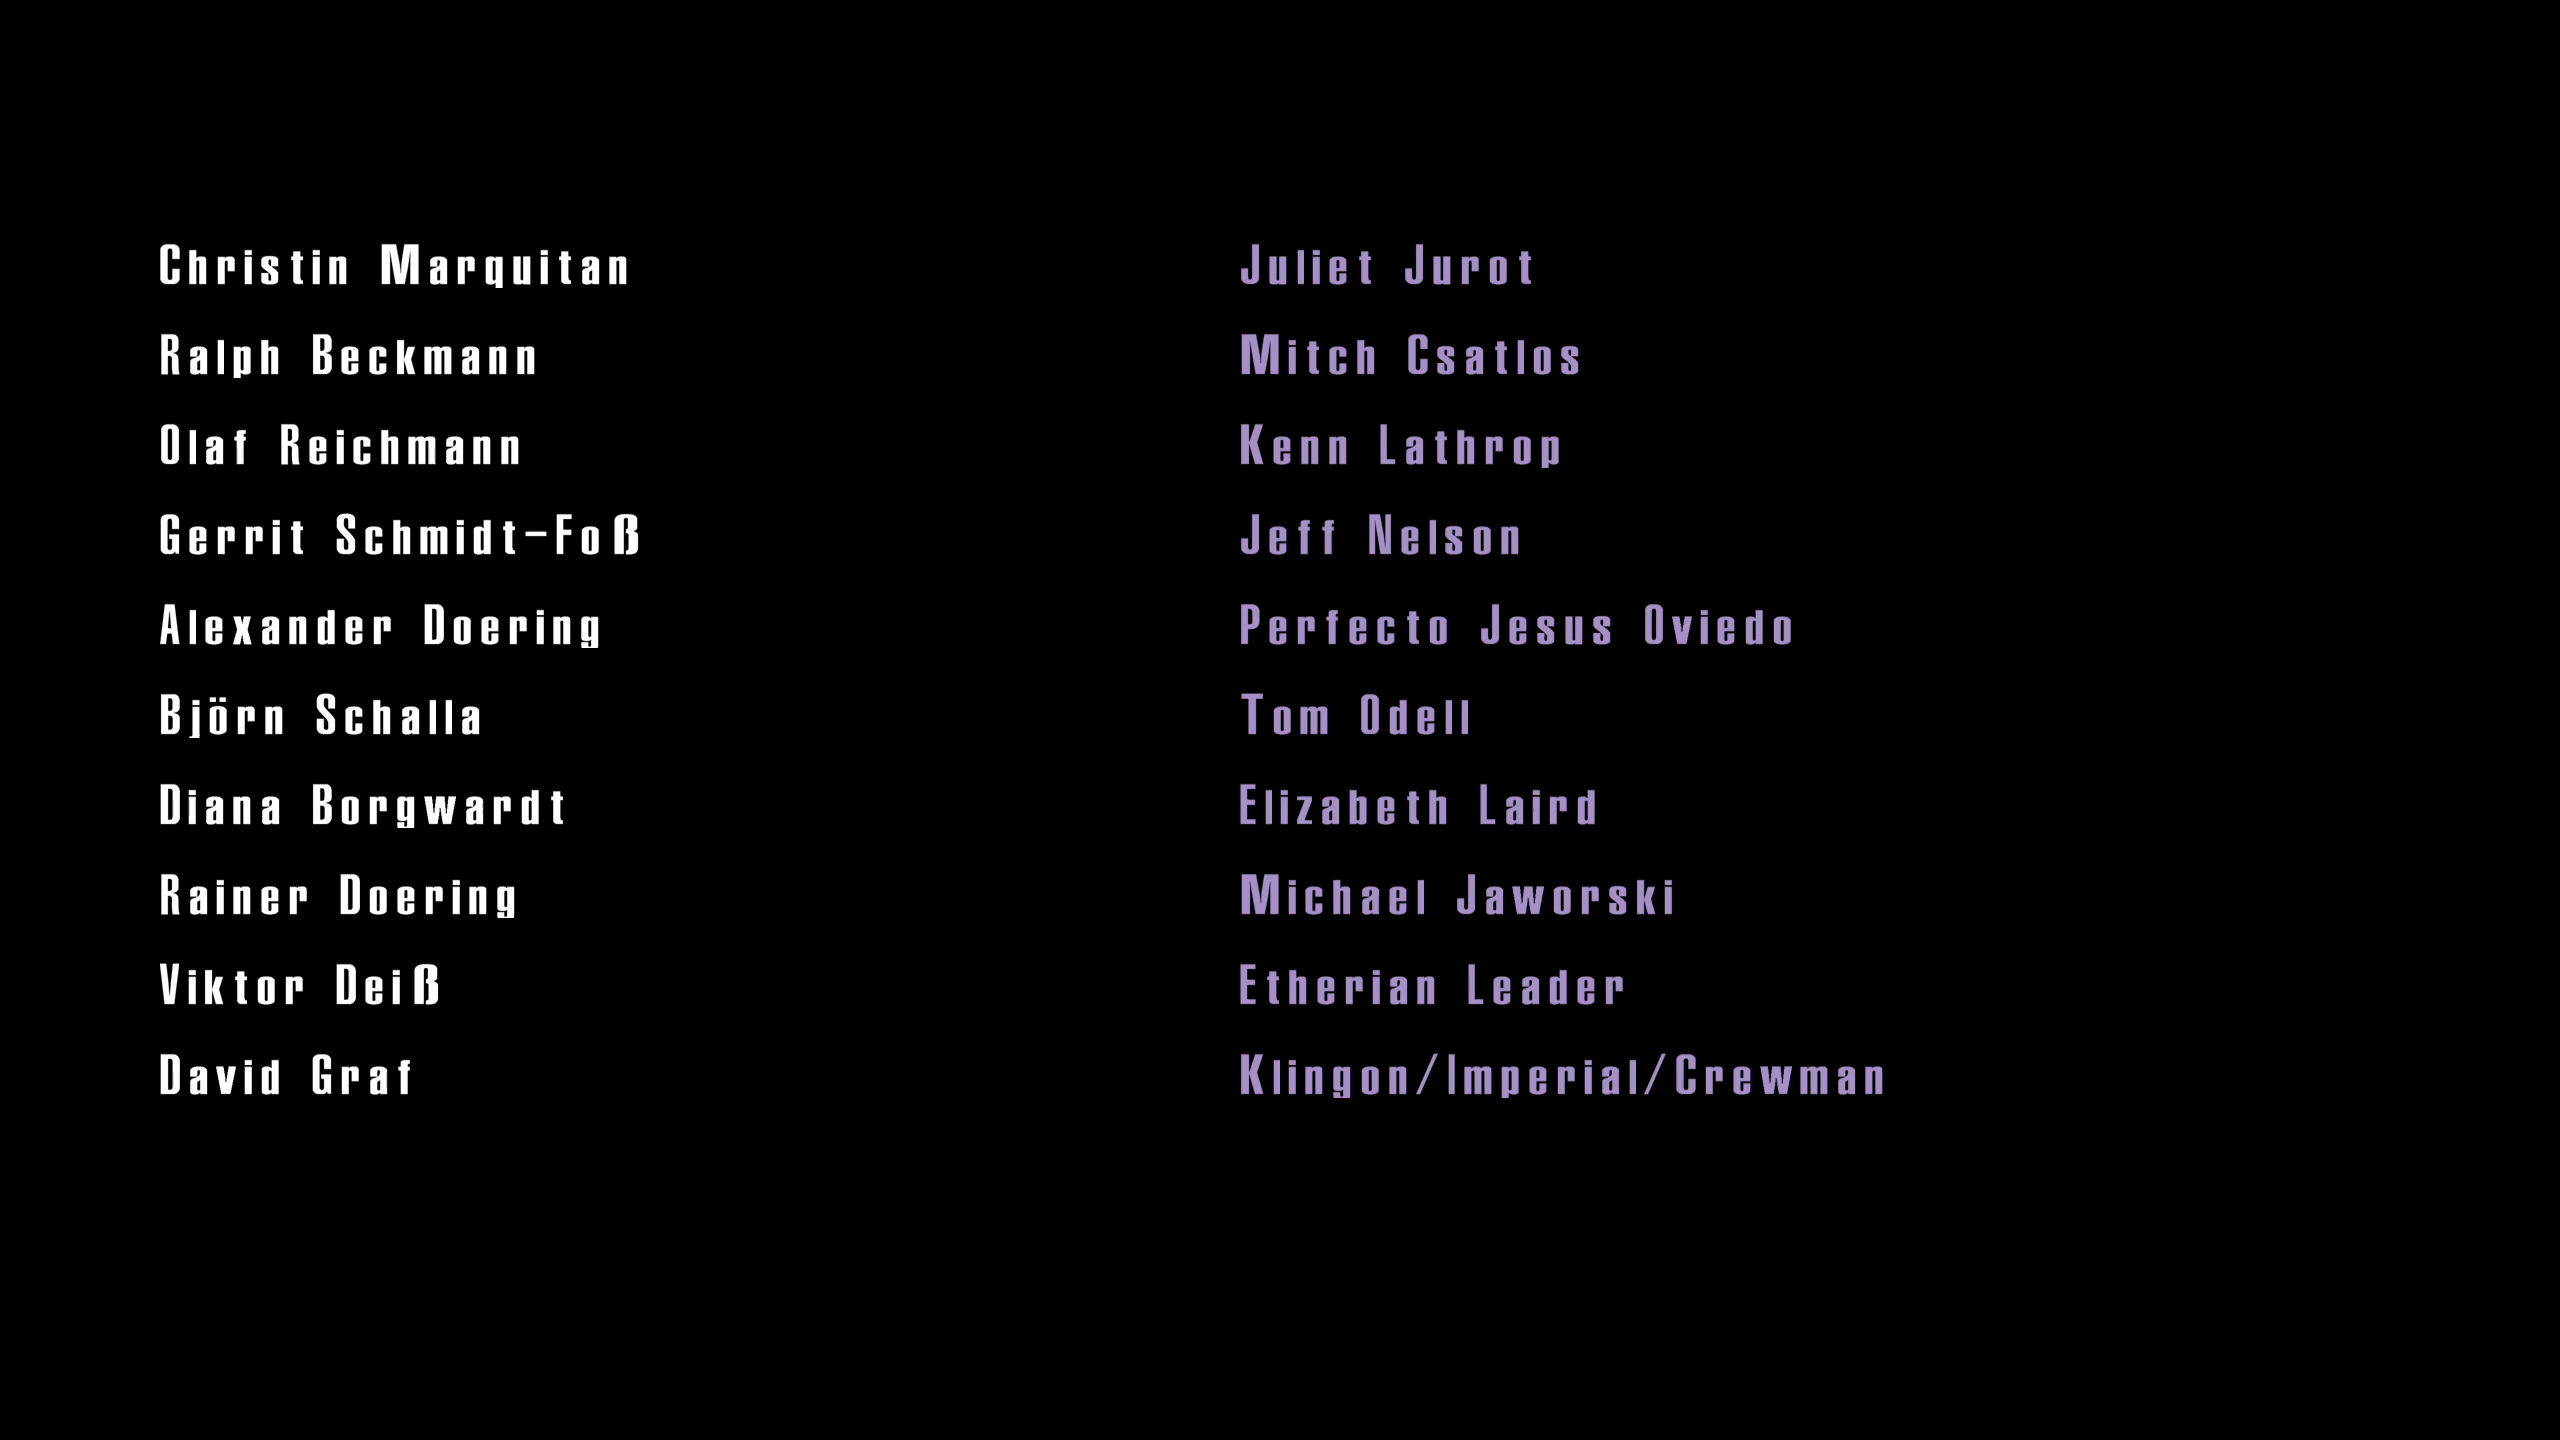 Christin Marquitan Juliet Jurot
Ralph Beckmann Mitch Csatlos
Olaf Reichmann Kenn Lathrop
Gerrit Schmidt-Foß Jeff Nelson
Alexander Doering Perfecto Jesus Oviedo
Björn Schalla Tom Odell
Diana Borgwardt Elizabeth Laird
Rainer Doering Michael Jaworski
Viktor Deiß Etherian Leader
David Graf Klingon/Imperial/Crewman